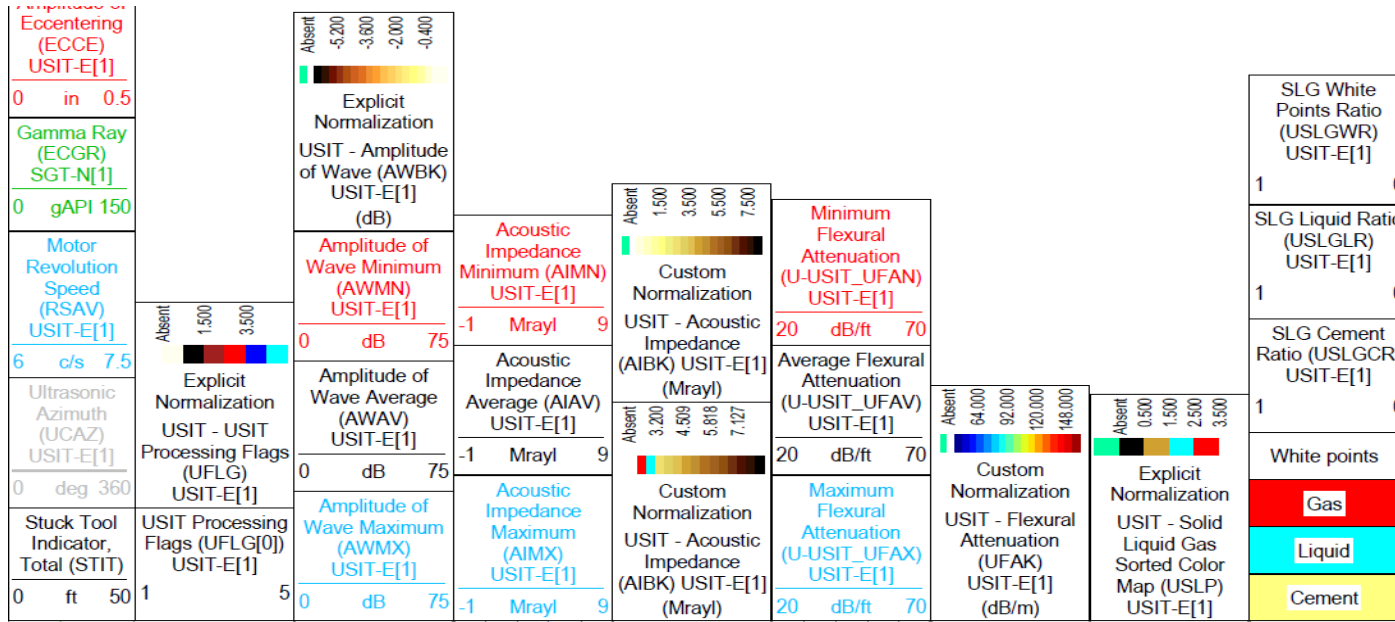 Amplitude of
Eccentering
(ECCE)
USIT-E[1]
0 in 0.5
Gamma Ray
(ECGR)
SGT-N[1]
0 gAPI 150
Motor
Revolution
Speed
(RSAV)
USIT-E[1]
6 c/s 7.5
Ultrasonic
Azimuth
(UCAZ)
USIT-E[1]
0 deg 360
Stuck Tool
Indicator,
Total (STIT)
0 ft 50
Absent 1.500 3.500
Explicit
Normalization
USIT - USIT
Processing Flags
(UFLG)
USIT-E[1]
USIT Processing
Flags (UFLG[0])
USIT-E[1]
1 5
Absent -5.200 -3.600 -2.000 -0.400
Explicit
Normalization
USIT - Amplitude
of Wave (AWBK)
USIT-E[1]
(dB)
Amplitude of
Wave Minimum
(AWMN)
USIT-E[1]
0 dB 75
Amplitude of
Wave Average
(AWAV)
USIT-E[1]
0 dB 75
Amplitude of
Wave Maximum
(AWMX)
USIT-E[1]
0 dB 75
Acoustic
Impedance
Minimum (AIMN)
USIT-E[1]
-1 Mrayl 9
Acoustic
Impedance
Average (AIAV)
USIT-E[1]
-1 Mrayl 9
Acoustic
Impedance
Maximum
(AIMX)
USIT-E[1]
-1 Mrayl 9
Absent 1.500 3.500 5.500 7.500
Custom
Normalization
USIT - Acoustic
Impedance
(AIBK) USIT-E[1]
(Mrayl)
Absent 3.200 4.509 5.818 7.127
Custom
Normalization
USIT - Acoustic
Impedance
(AIBK) USIT-E[1]
(Mrayl)
Minimum
Flexural
Attenuation
(U-USIT_UFAN)
USIT-E[1]
20 dB/ft 70
Average Flexural
Attenuation
(U-USIT_UFAV)
USIT-E[1]
20 dB/ft 70
Maximum
Flexural
Attenuation
(U-USIT_UFAX)
USIT-E[1]
20 dB/ft 70
Absent 64.000 92.000 120.000 148.000
Custom
Normalization
USIT - Flexural
Attenuation
(UFAK)
USIT-E[1]
(dB/m)
Absent 0.500 1.500 2.500 3.500
Explicit
Normalization
USIT - Solid
Liquid Gas
Sorted Color
Map (USLP)
USIT-E[1]
SLG White
Points Ratio
(USLGWR)
USIT-E[1]
1
SLG Liquid Ratio
(USLGLR)
USIT-E[1]
1
SLG Cement
Ratio (USLGCR
USIT-E[1]
1
White points
Gas
Liquid
Cement